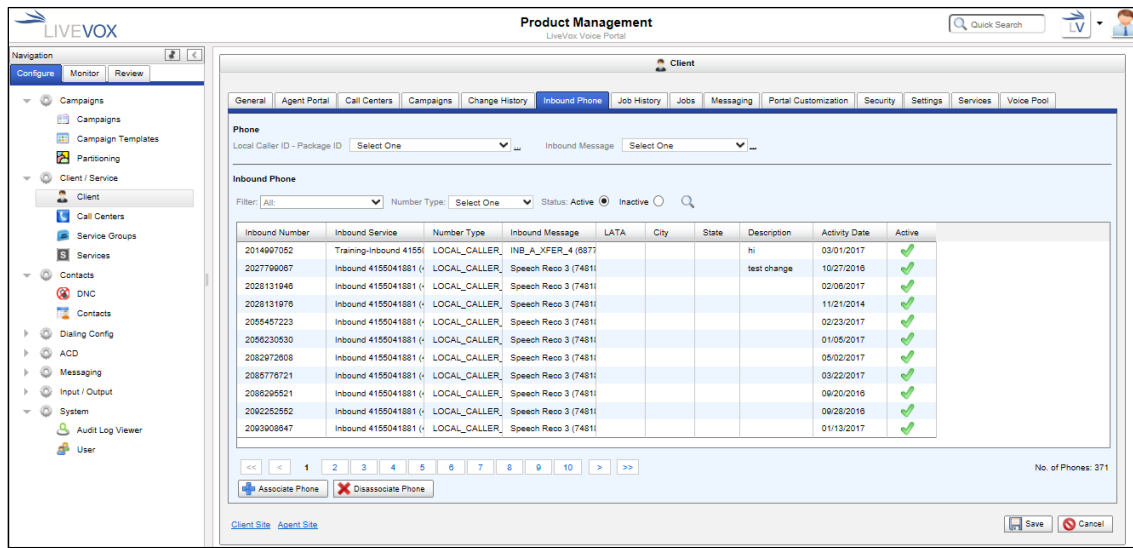 LIVEVOX
Product Management
LiveVox Voice Portal
Quick Search
LV
Navigation
Configure Monitor Review
Campaigns
Campaigns
Campaign Templates
Partitioning
Client / Service
Client
Call Centers
Service Groups
S Services
Contacts
DNC
Contacts
Dialing Config
ACD
Messaging
Input / Output
System
Audit Log Viewer
User
Client
General Agent Portal Call Centers Campaigns Change History Inbound Phone Job History Jobs Messaging Portal Customization Security Settings Services Voice Pool
Phone
Local Caller ID - Package ID Select One ... Inbound Message Select One ...
Inbound Phone
Filter: All: Number Type: Select One Status: Active Inactive
Inbound Number Inbound Service Number Type Inbound Message LATA City State Description Activity Date Active
2014997052 Training-Inbound 4155( LOCAL_CALLER_ INB_A_XFER_4 (6877 hi 03/01/2017
2027799067 Inbound 4155041881 (4 LOCAL_CALLER_ Speech Reco 3 (7481( test change 10/27/2016
2028131946 Inbound 4155041881 (4 LOCAL_CALLER_ Speech Reco 3 (7481( 02/06/2017
2028131976 Inbound 4155041881 (4 LOCAL_CALLER_ Speech Reco 3 (7481( 11/21/2014
2055457223 Inbound 4155041881 (4 LOCAL_CALLER_ Speech Reco 3 (7481( 02/23/2017
2056230530 Inbound 4155041881 (4 LOCAL_CALLER_ Speech Reco 3 (7481( 01/05/2017
2082972608 Inbound 4155041881 (4 LOCAL_CALLER_ Speech Reco 3 (7481( 05/02/2017
2085776721 Inbound 4155041881 (4 LOCAL_CALLER_ Speech Reco 3 (7481( 03/22/2017
2086295521 Inbound 4155041881 (4 LOCAL_CALLER_ Speech Reco 3 (7481( 09/20/2016
2092252552 Inbound 4155041881 (4 LOCAL_CALLER_ Speech Reco 3 (7481( 09/28/2016
2093908647 Inbound 4155041881 (4 LOCAL_CALLER_ Speech Reco 3 (7481( 01/13/2017
<< < 1 2 3 4 5 6 7 8 9 10 > >> No. of Phones: 371
Associate Phone Disassociate Phone
Client Site Agent Site Save Cancel